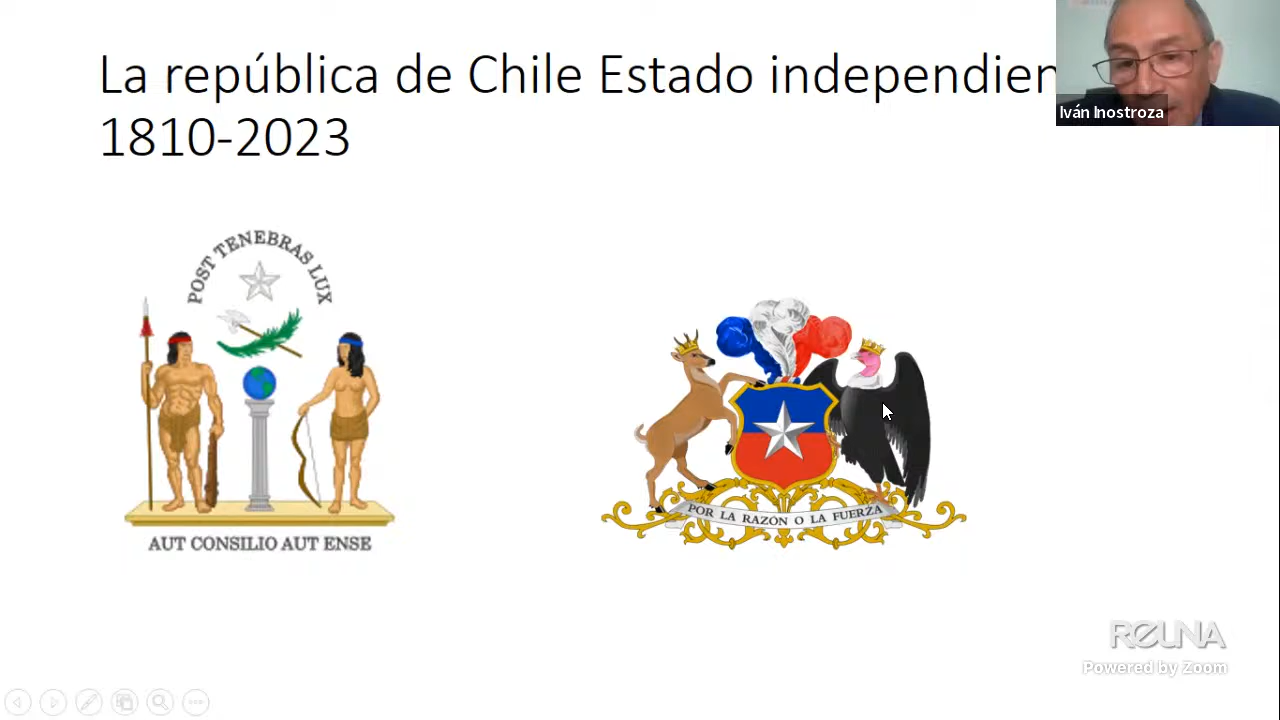 La república de Chile Estado independien
1810-2023
Iván Inostroza
POST TENEBRAS LUX
AUT CONSILIO AUT ENSE
POR LA RAZÓN O LA FUERZA
REUNA
Powered by Zoom